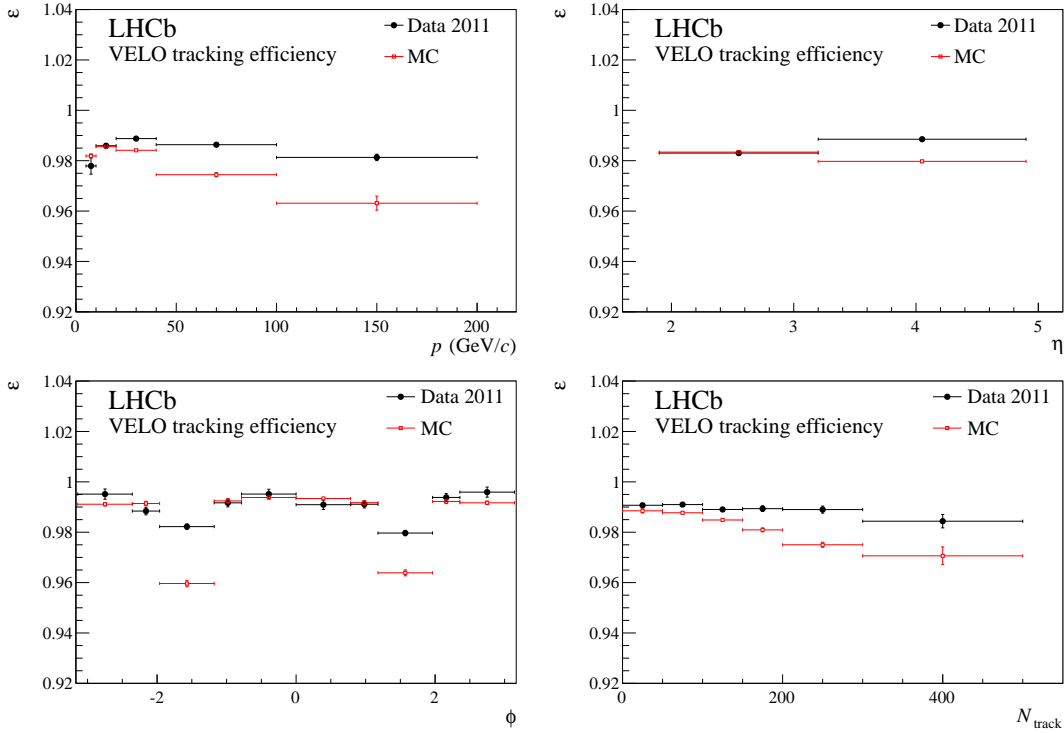 ε
1.04
1.02
1
0.98
0.96
0.94
0.92
LHCb
VELO tracking efficiency
Data 2011
MC
0 50 100 150 200
p (GeV/c)
ε
1.04
1.02
1
0.98
0.96
0.94
0.92
LHCb
VELO tracking efficiency
Data 2011
MC
2 3 4 5
η
ε
1.04
1.02
1
0.98
0.96
0.94
0.92
LHCb
VELO tracking efficiency
Data 2011
MC
-2 0 2
ϕ
ε
1.04
1.02
1
0.98
0.96
0.94
0.92
LHCb
VELO tracking efficiency
Data 2011
MC
0 200 400
N_track